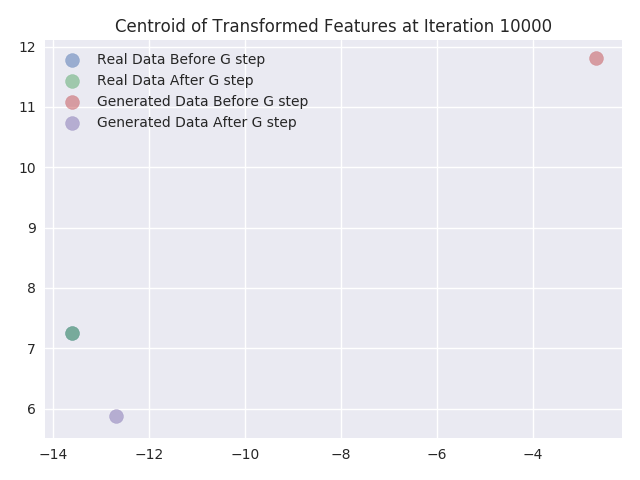 Centroid of Transformed Features at Iteration 10000
12
Real Data Before G step
Real Data After G step
11
Generated Data Before G step
Generated Data After G step
10
9
8
7
6
−14 −12 −10 −8 −6 −4